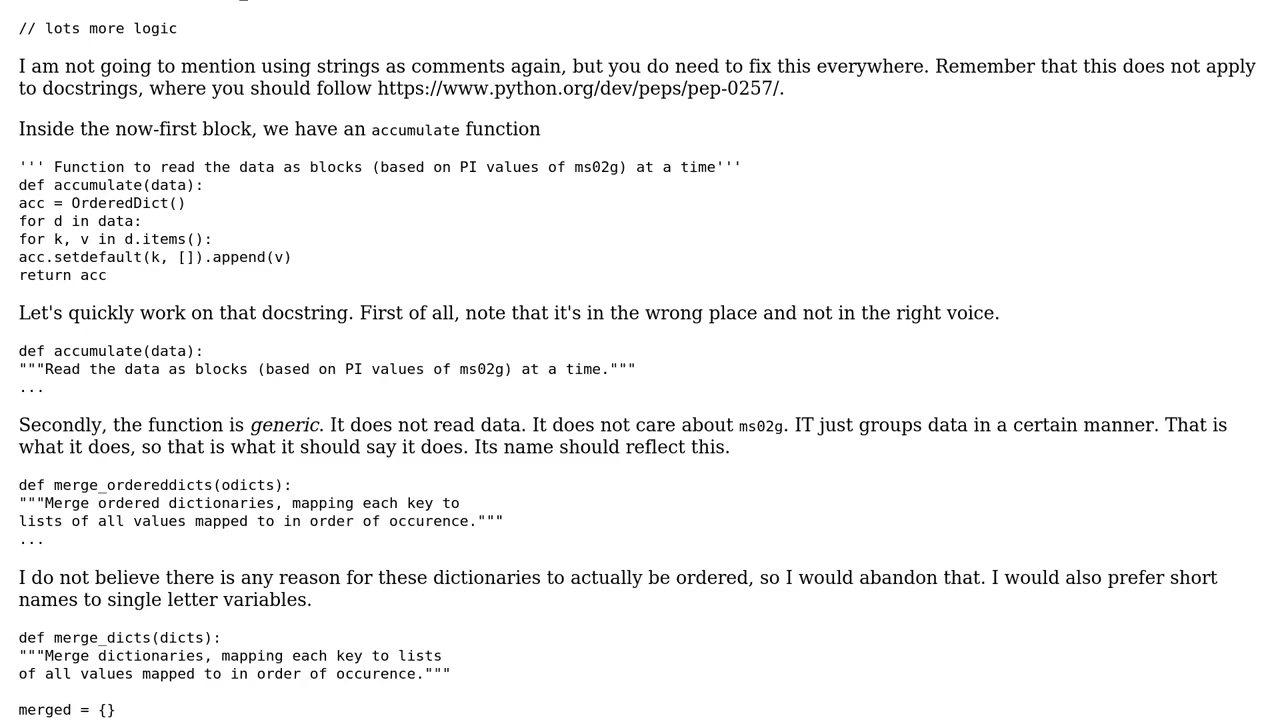 // lots more logic
I am not going to mention using strings as comments again, but you do need to fix this everywhere. Remember that this does not apply
to docstrings, where you should follow https://www.python.org/dev/peps/pep-0257/.
Inside the now-first block, we have an accumulate function
''' Function to read the data as blocks (based on PI values of ms02g) at a time'''
def accumulate(data):
acc = OrderedDict()
for d in data:
for k, v in d.items():
acc.setdefault(k, []).append(v)
return acc
Let's quickly work on that docstring. First of all, note that it's in the wrong place and not in the right voice.
def accumulate(data):
"""Read the data as blocks (based on PI values of ms02g) at a time."""
...
Secondly, the function is generic. It does not read data. It does not care about ms02g. IT just groups data in a certain manner. That is
what it does, so that is what it should say it does. Its name should reflect this.
def merge_ordereddicts(odicts):
"""Merge ordered dictionaries, mapping each key to
lists of all values mapped to in order of occurence."""
...
I do not believe there is any reason for these dictionaries to actually be ordered, so I would abandon that. I would also prefer short
names to single letter variables.
def merge_dicts(dicts):
"""Merge dictionaries, mapping each key to lists
of all values mapped to in order of occurence."""
merged = {}